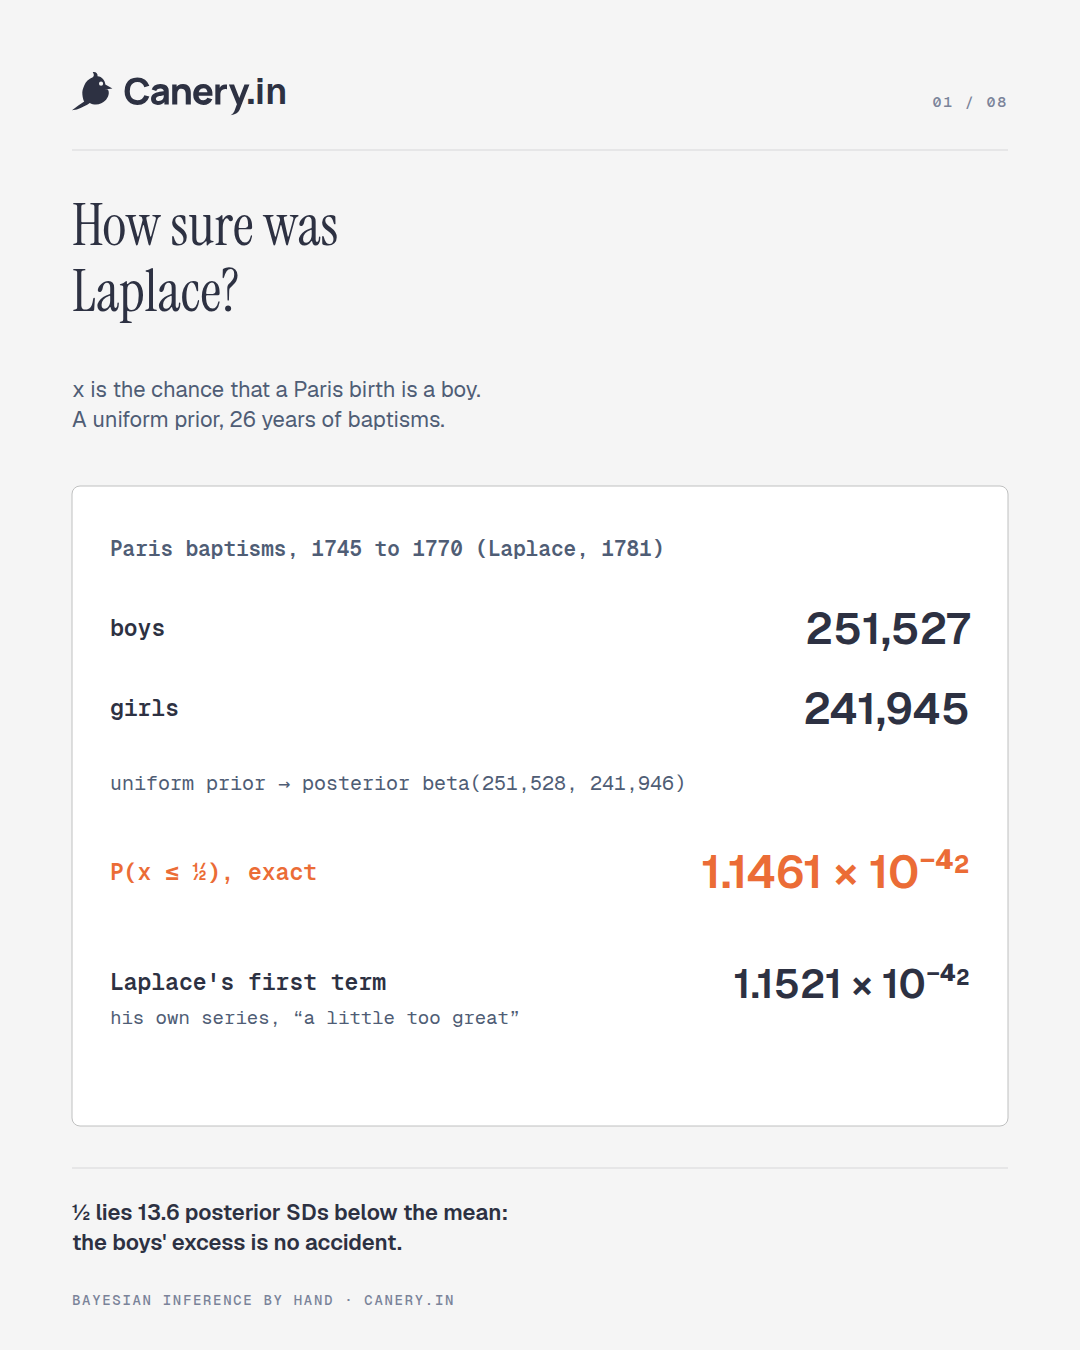 Canery.in
01 / 08
How sure was
Laplace?
x is the chance that a Paris birth is a boy.
A uniform prior, 26 years of baptisms.
Paris baptisms, 1745 to 1770 (Laplace, 1781)
boys 251,527
girls 241,945
uniform prior → posterior beta(251,528, 241,946)
P(x ≤ ½), exact 1.1461 × 10⁻⁴²
Laplace's first term 1.1521 × 10⁻⁴²
his own series, “a little too great”
½ lies 13.6 posterior SDs below the mean:
the boys' excess is no accident.
BAYESIAN INFERENCE BY HAND · CANERY.IN